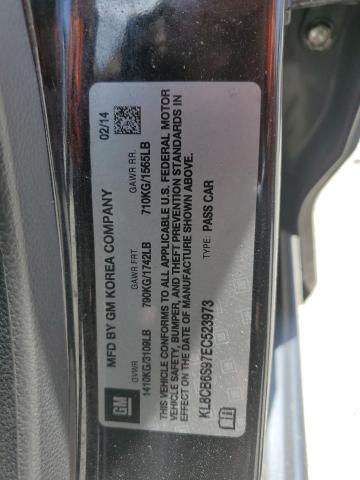 MFD BY GM KOREA COMPANY 02/14
GVWR GAWR FRT. GAWR RR.
1410KG/3109LB 790KG/1742LB 710KG/1565LB
GM
THIS VEHICLE CONFORMS TO ALL APPLICABLE U.S. FEDERAL MOTOR
VEHICLE SAFETY, BUMPER, AND THEFT PREVENTION STANDARDS IN
EFFECT ON THE DATE OF MANUFACTURE SHOWN ABOVE.
KL8CB6S97EC523973 TYPE: PASS CAR